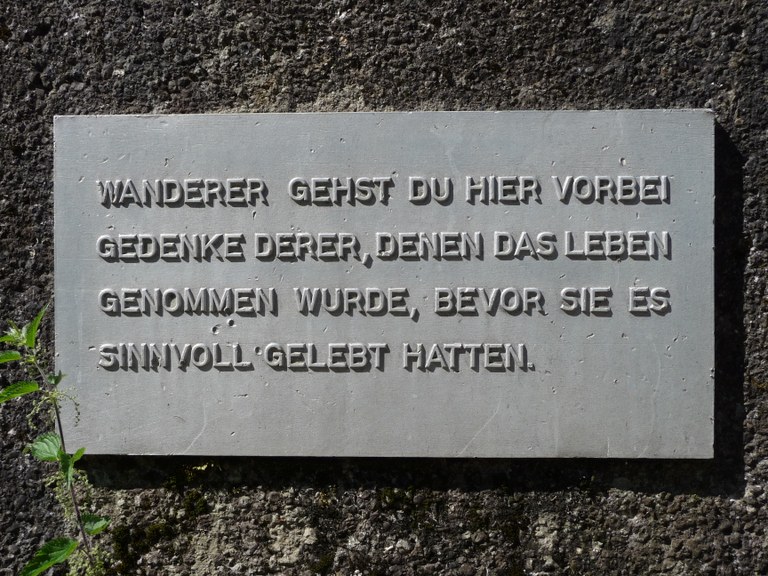 WANDERER GEHST DU HIER VORBEI
GEDENKE DERER, DENEN DAS LEBEN
GENOMMEN WURDE, BEVOR SIE ES
SINNVOLL GELEBT HATTEN.